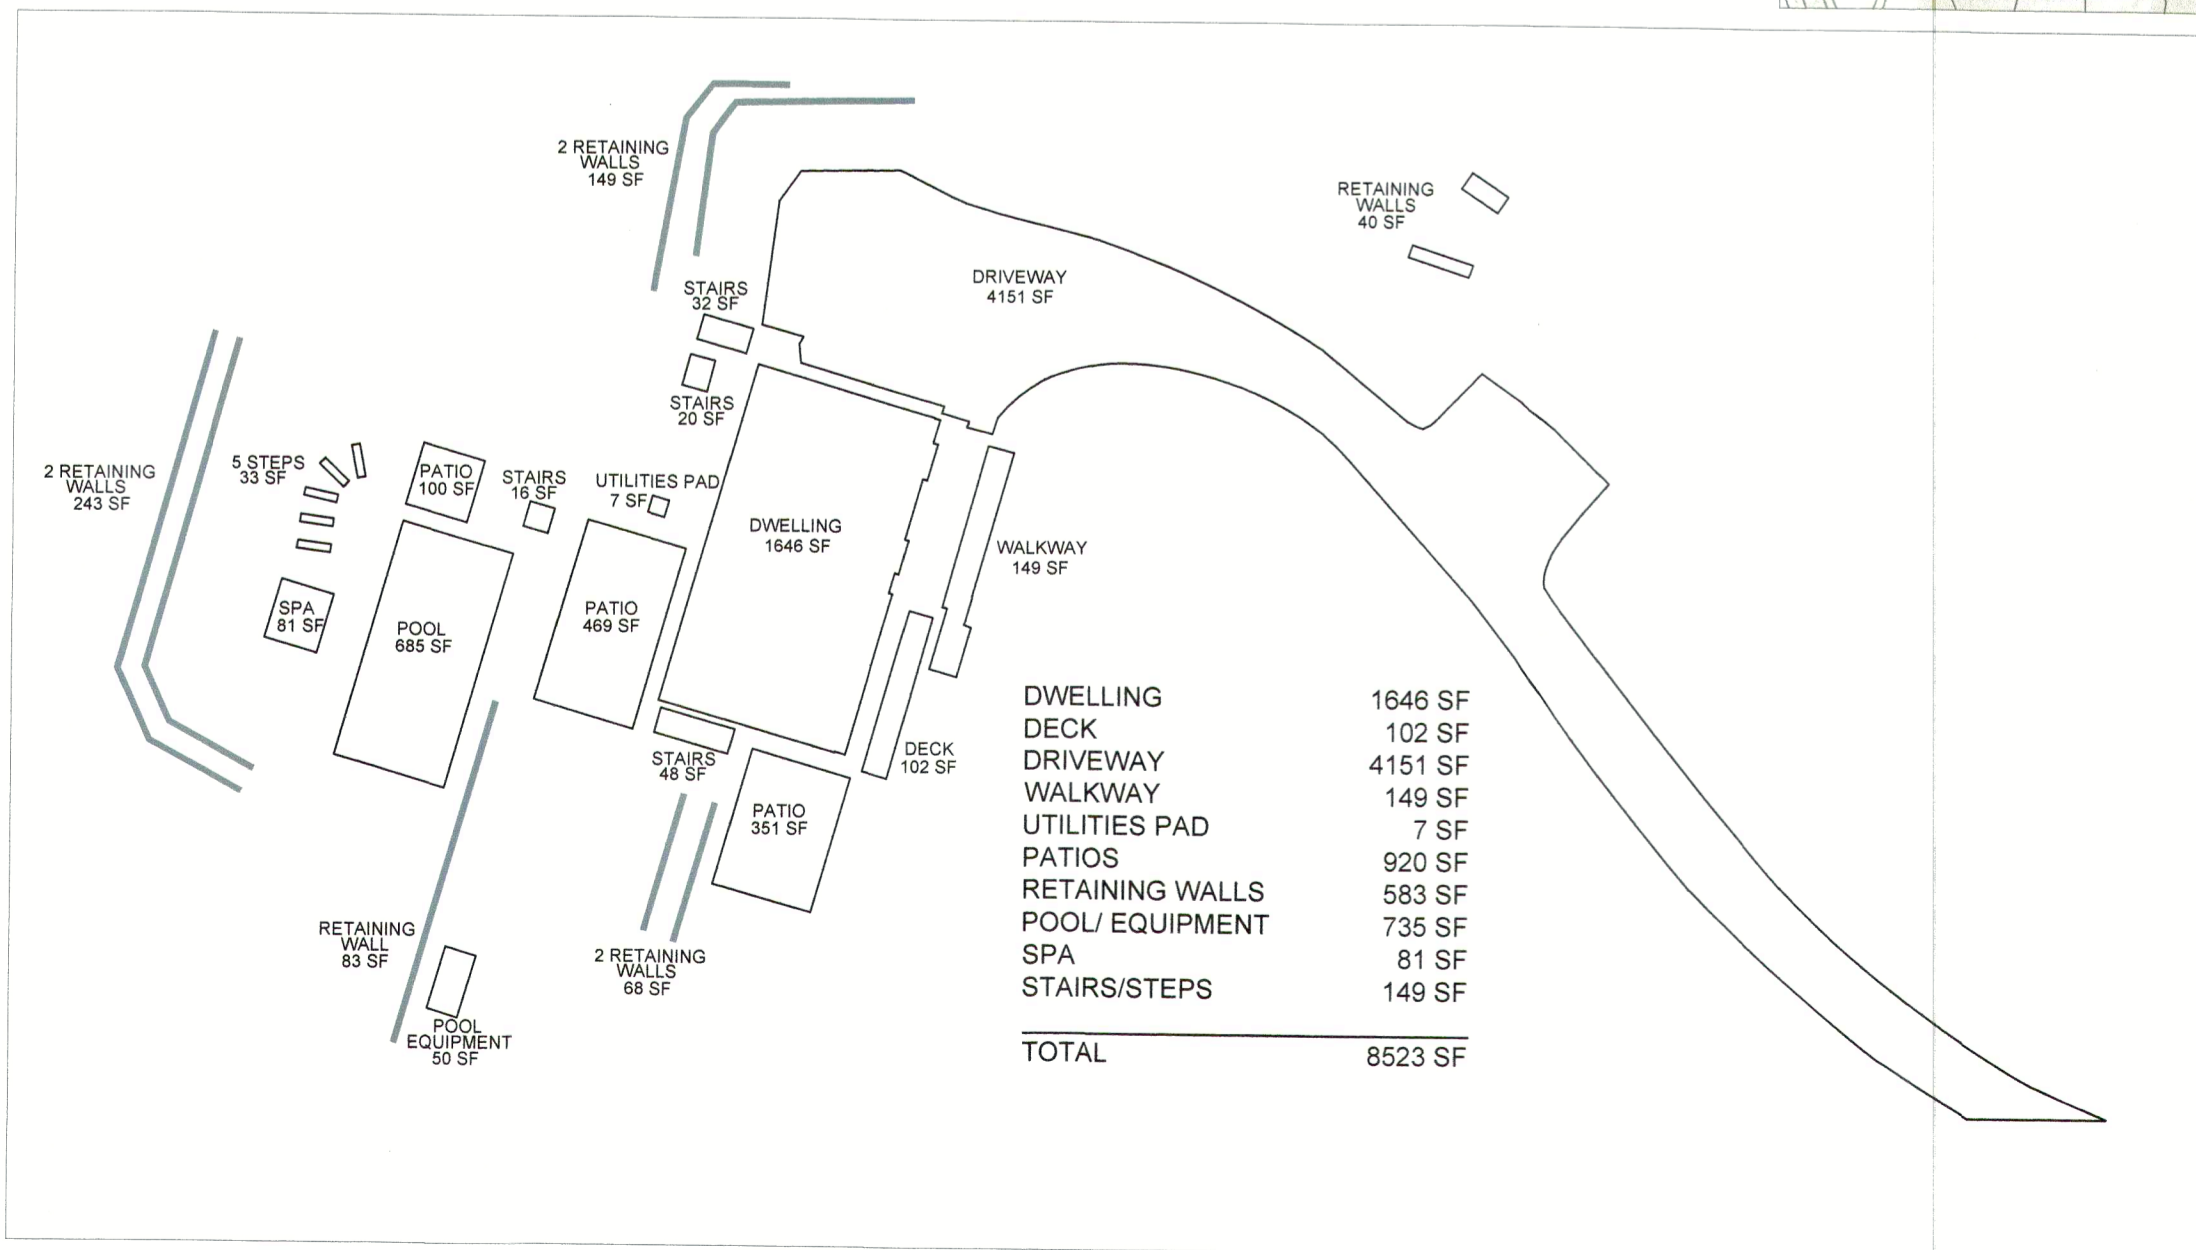 2 RETAINING
WALLS
149 SF
RETAINING
WALLS
40 SF
DRIVEWAY
4151 SF
STAIRS
32 SF
STAIRS
20 SF
2 RETAINING
WALLS
243 SF
5 STEPS
33 SF
PATIO
100 SF
STAIRS
16 SF
UTILITIES PAD
7 SF
DWELLING
1646 SF
WALKWAY
149 SF
SPA
81 SF
POOL
685 SF
PATIO
469 SF
STAIRS
48 SF
DECK
102 SF
PATIO
351 SF
RETAINING
WALL
83 SF
2 RETAINING
WALLS
68 SF
POOL
EQUIPMENT
50 SF
DWELLING 1646 SF
DECK 102 SF
DRIVEWAY 4151 SF
WALKWAY 149 SF
UTILITIES PAD 7 SF
PATIOS 920 SF
RETAINING WALLS 583 SF
POOL/ EQUIPMENT 735 SF
SPA 81 SF
STAIRS/STEPS 149 SF
TOTAL 8523 SF